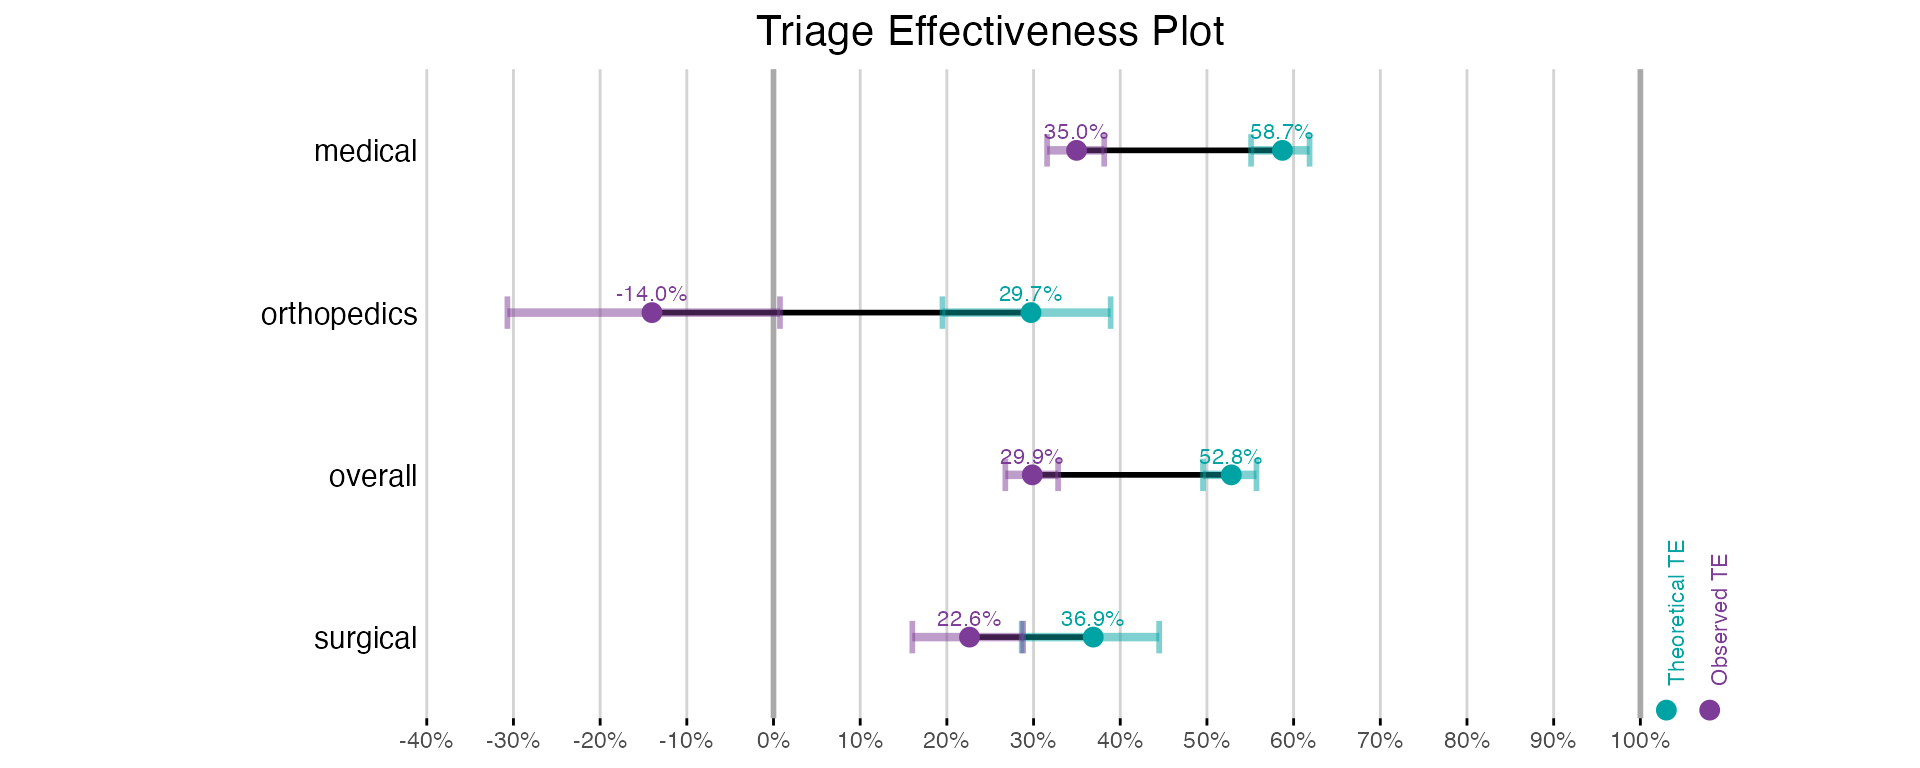 Triage Effectiveness Plot
medical
35.0%
58.7%
orthopedics
-14.0%
29.7%
overall
29.9%
52.8%
surgical
22.6%
36.9%
Theoretical TE
Observed TE
-40% -30% -20% -10% 0% 10% 20% 30% 40% 50% 60% 70% 80% 90% 100%